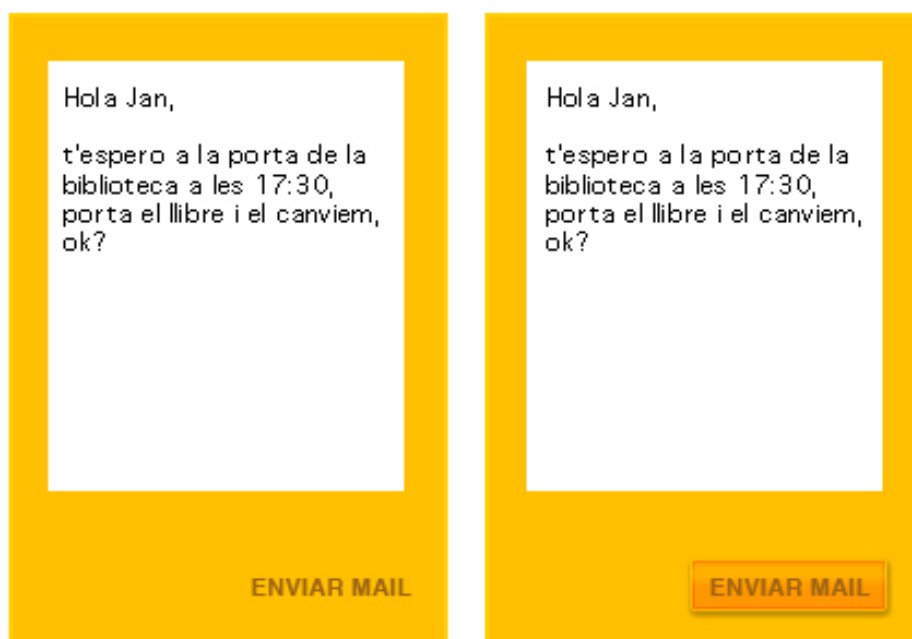 Hola Jan,
t'espero a la porta de la
biblioteca a les 17:30,
porta el llibre i el canviem,
ok?
ENVIAR MAIL
Hola Jan,
t'espero a la porta de la
biblioteca a les 17:30,
porta el llibre i el canviem,
ok?
ENVIAR MAIL